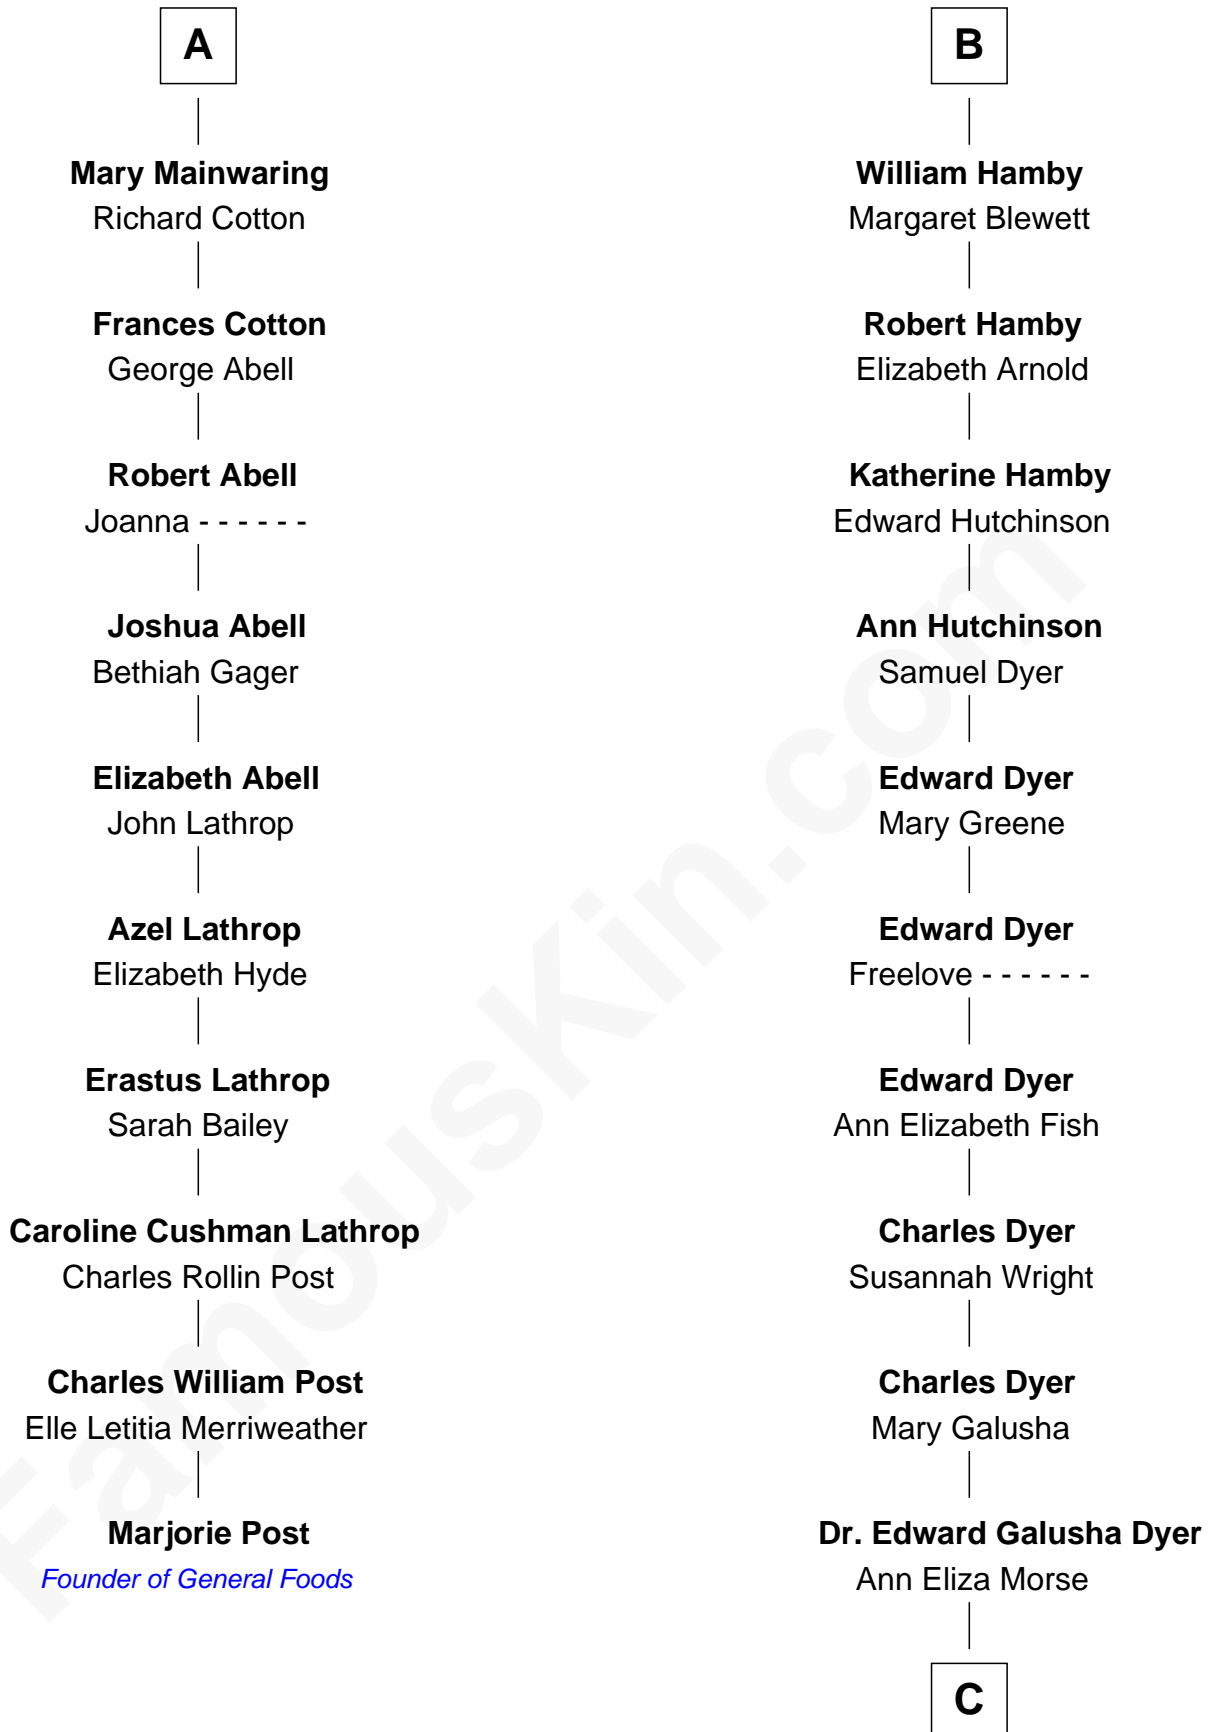 A
Mary Mainwaring
Richard Cotton
Frances Cotton
George Abell
Robert Abell
Joanna - - - - - -
Joshua Abell
Bethiah Gager
Elizabeth Abell
John Lathrop
Azel Lathrop
Elizabeth Hyde
Erastus Lathrop
Sarah Bailey
Caroline Cushman Lathrop
Charles Rollin Post
Charles William Post
Elle Letitia Merriweather
Marjorie Post
Founder of General Foods
B
William Hamby
Margaret Blewett
Robert Hamby
Elizabeth Arnold
Katherine Hamby
Edward Hutchinson
Ann Hutchinson
Samuel Dyer
Edward Dyer
Mary Greene
Edward Dyer
Freelove - - - - - -
Edward Dyer
Ann Elizabeth Fish
Charles Dyer
Susannah Wright
Charles Dyer
Mary Galusha
Dr. Edward Galusha Dyer
Ann Eliza Morse
C
FamousKin.com